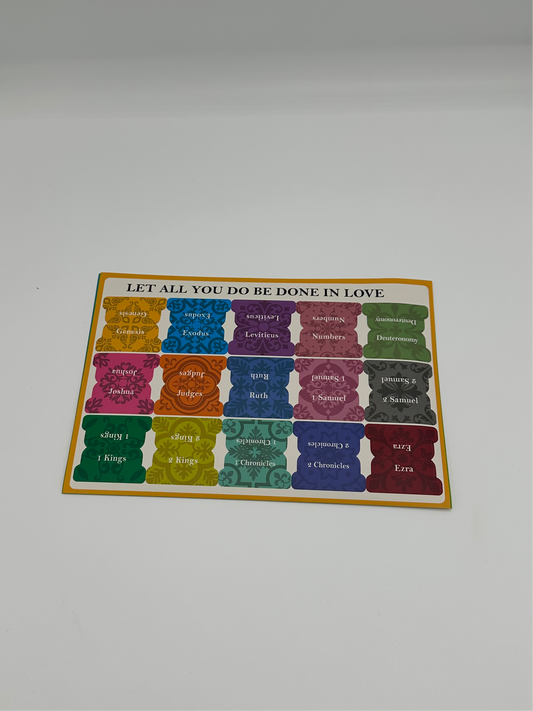 LET ALL YOU DO BE DONE IN LOVE
Genesis Exodus Leviticus Numbers Deuteronomy
Genesis Exodus Leviticus Numbers Deuteronomy
Joshua Judges Ruth 1 Samuel 2 Samuel
Joshua Judges Ruth 1 Samuel 2 Samuel
1 Kings 2 Kings 1 Chronicles 2 Chronicles Ezra
1 Kings 2 Kings 1 Chronicles 2 Chronicles Ezra